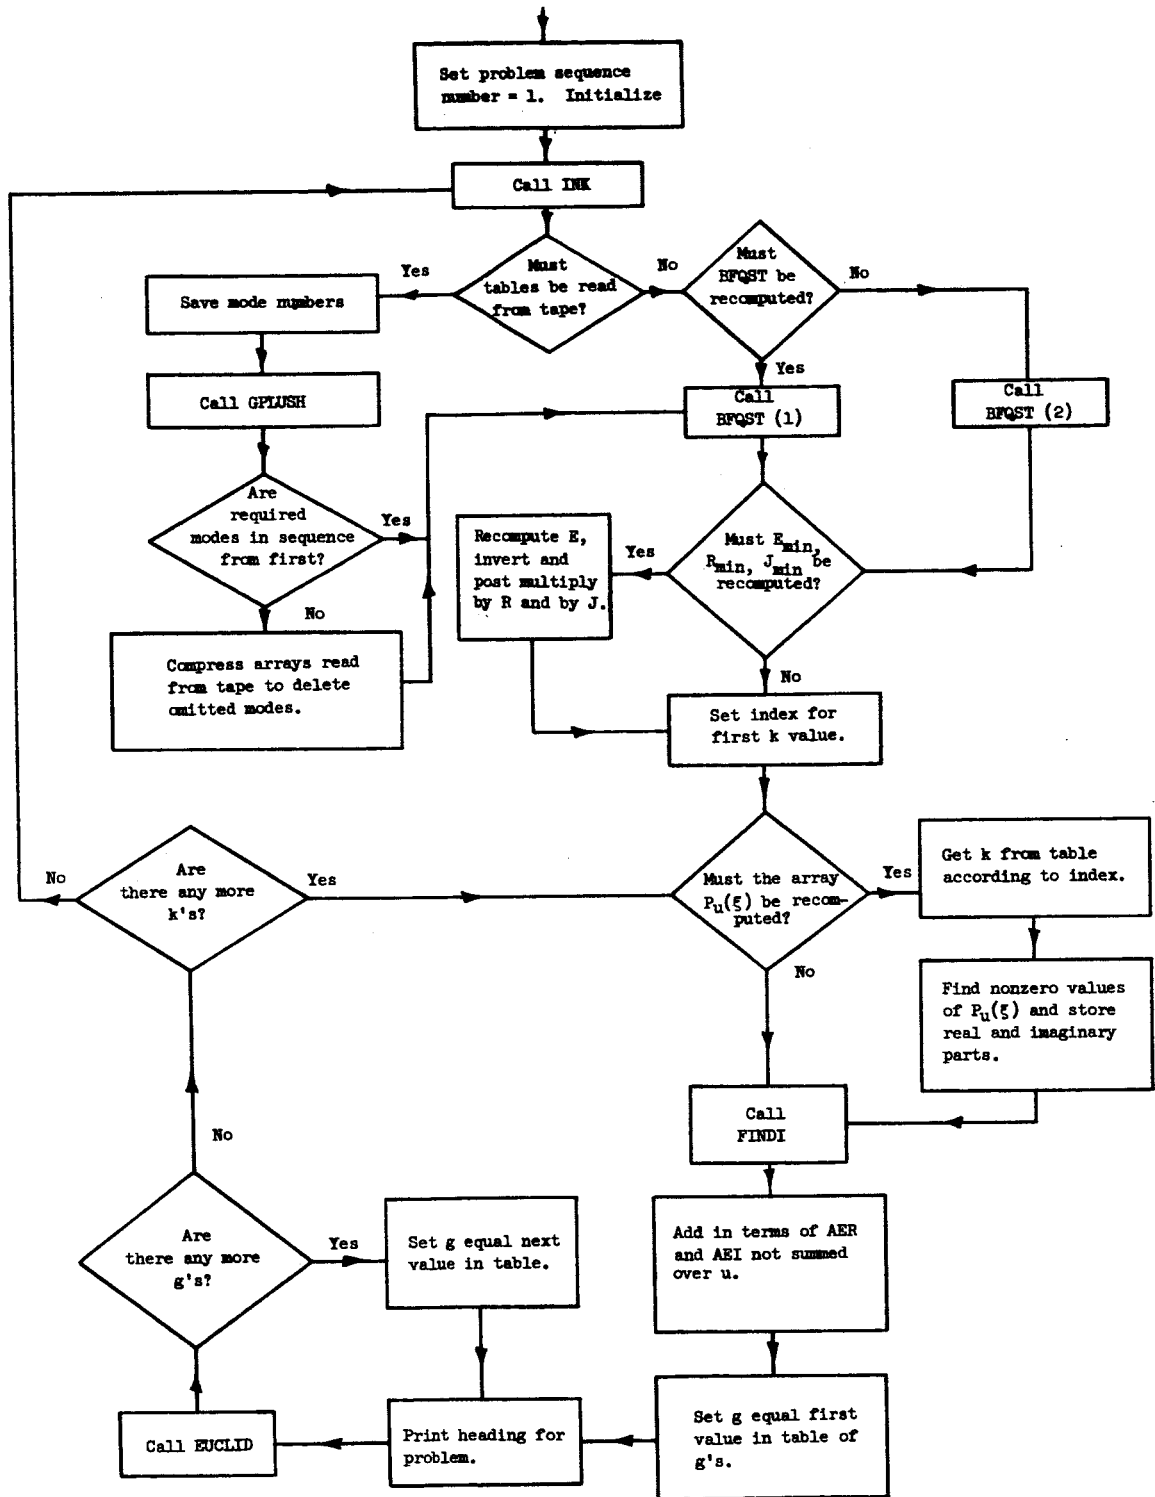 Set problem sequence
number = 1. Initialize
Call INK
Must
tables be read
from tape?
Yes
No
Must
BFQST be
recomputed?
No
Yes
Save mode numbers
Call GPLUSH
Call
BFQST (1)
Call
BFQST (2)
Are
required
modes in sequence
from first?
Yes
No
Compress arrays read
from tape to delete
omitted modes.
Recompute E,
invert and
post multiply
by R and by J.
Yes
Must Emin,
Rmin, Jmin be
recomputed?
No
Set index for
first k value.
No
Are
there any more
k's?
Yes
Must the array
Pu(ξ) be recom-
puted?
Yes
No
Get k from table
according to index.
Find nonzero values
of Pu(ξ) and store
real and imaginary
parts.
Call
FINDI
No
Are
there any more
g's?
Yes
Set g equal next
value in table.
Add in terms of AER
and AEI not summed
over u.
Call EUCLID
Print heading for
problem.
Set g equal first
value in table of
g's.